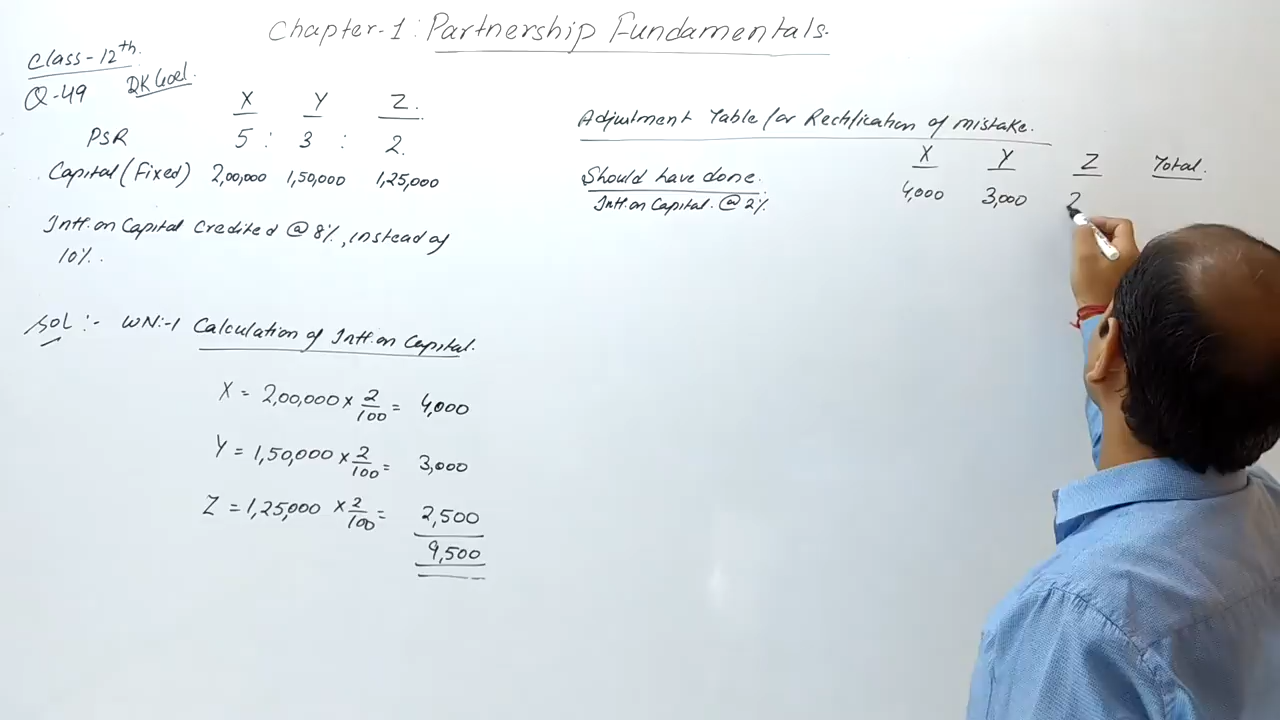 Chapter-1: Partnership Fundamentals.
Class-12th.
Q-49 DK Goel.
X Y Z.
PSR 5 : 3 : 2.
Capital (Fixed) 2,00,000 1,50,000 1,25,000
Intt. on Capital Credited @ 8%, instead of
10%.
Sol :- WN:-1 Calculation of Intt. on Capital.
X = 2,00,000 × 2/100 = 4,000
Y = 1,50,000 × 2/100 = 3,000
Z = 1,25,000 × 2/100 = 2,500
9,500
Adjustment Table for Rectification of mistake.
X Y Z Total.
Should have done.
Intt. on Capital. @ 2% 4,000 3,000 2